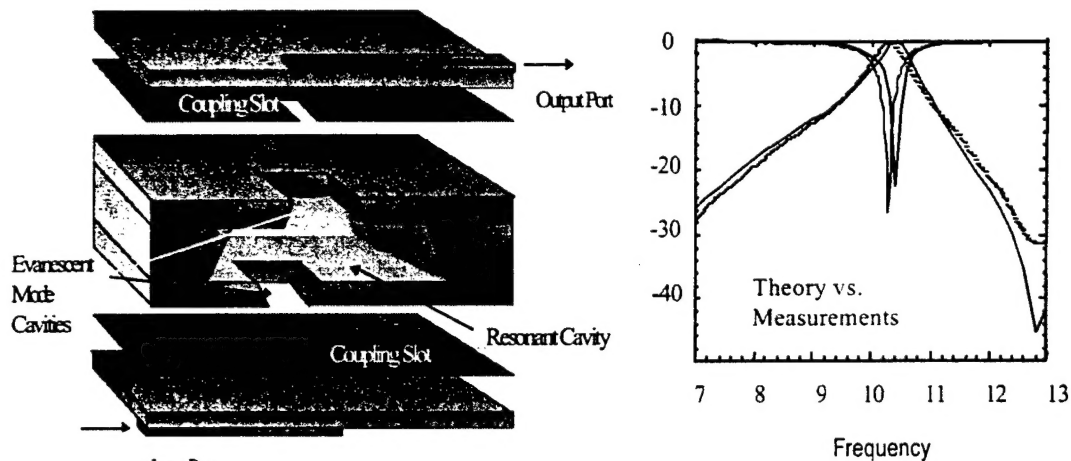 Coupling Slot
Output Port
Evanescent
Mode
Cavities
Resonant Cavity
Coupling Slot
0
-10
-20
-30
-40
Theory vs.
Measurements
7
8
9
10
11
12
13
Frequency